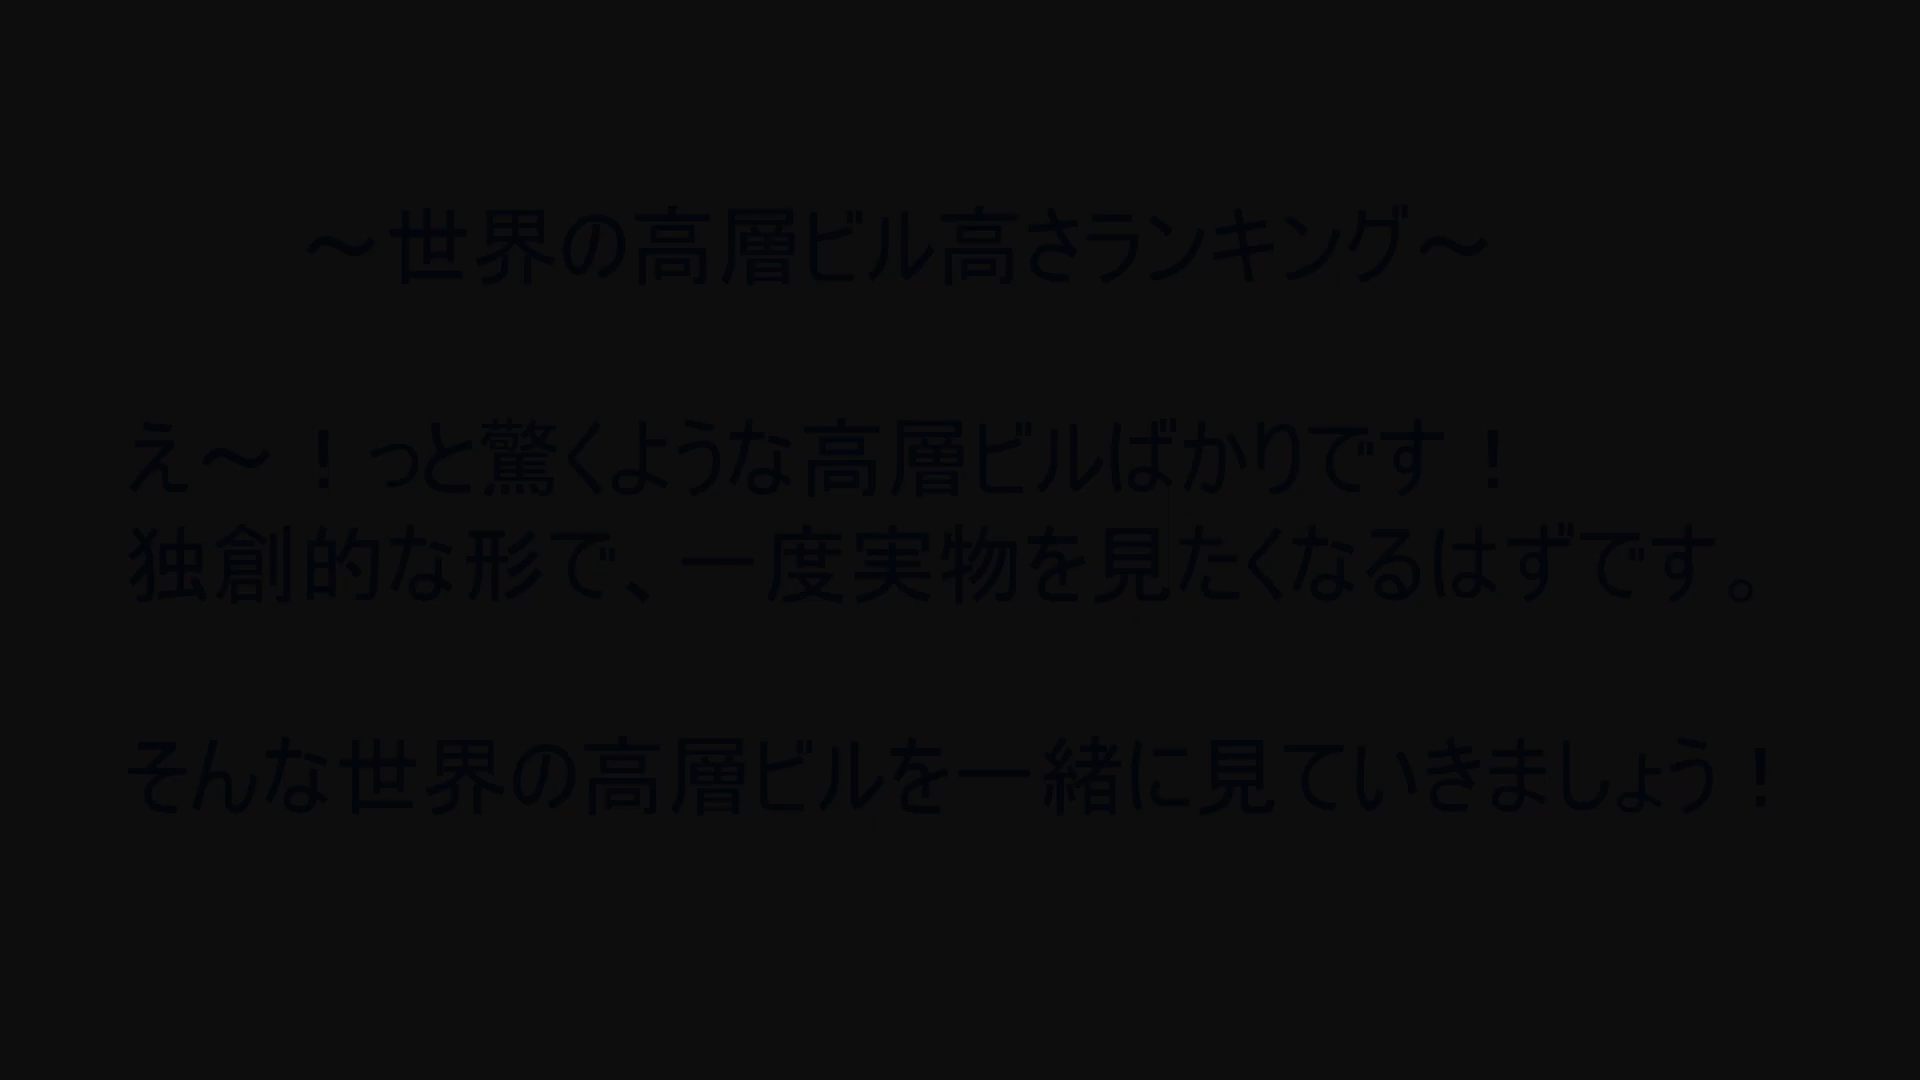 ～世界の高層ビル高さランキング～
え～！っと驚くような高層ビルばかりです！
独創的な形で、一度実物を見たくなるはずです。
そんな世界の高層ビルを一緒に見ていきましょう！